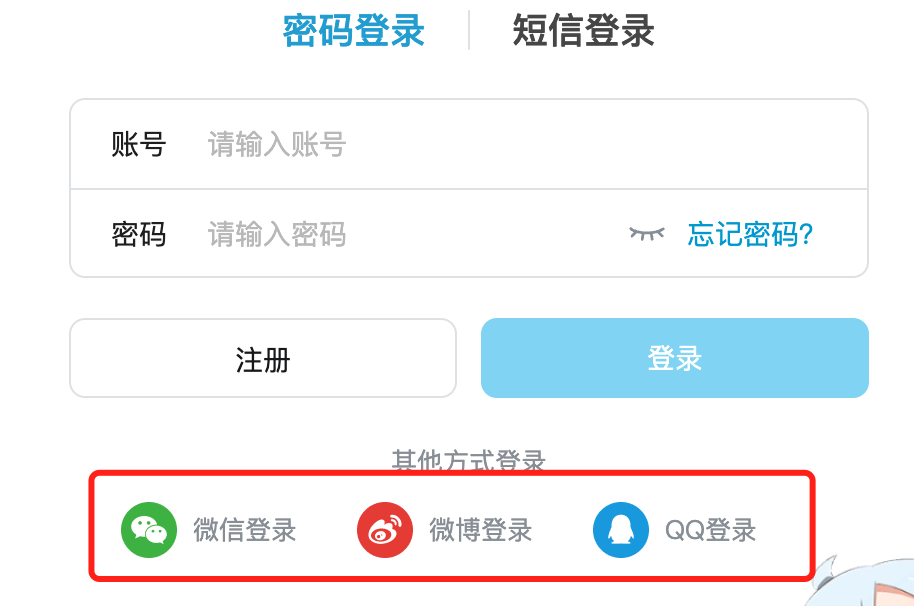 密码登录 短信登录
账号 请输入账号
密码 请输入密码 忘记密码?
注册 登录
其他方式登录
微信登录 微博登录 QQ登录